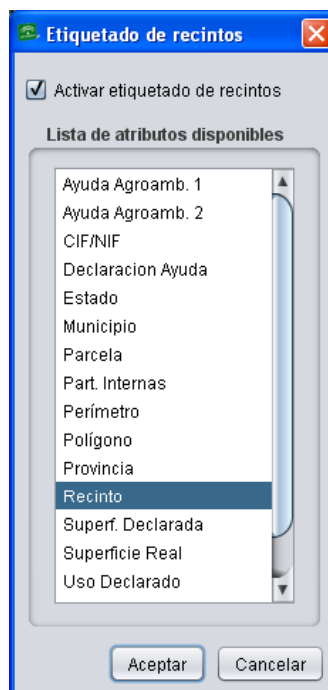 Etiquetado de recintos
Activar etiquetado de recintos
Lista de atributos disponibles
Ayuda Agroamb. 1
Ayuda Agroamb. 2
CIF/NIF
Declaracion Ayuda
Estado
Municipio
Parcela
Part. Internas
Perímetro
Polígono
Provincia
Recinto
Superf. Declarada
Superficie Real
Uso Declarado
Aceptar Cancelar